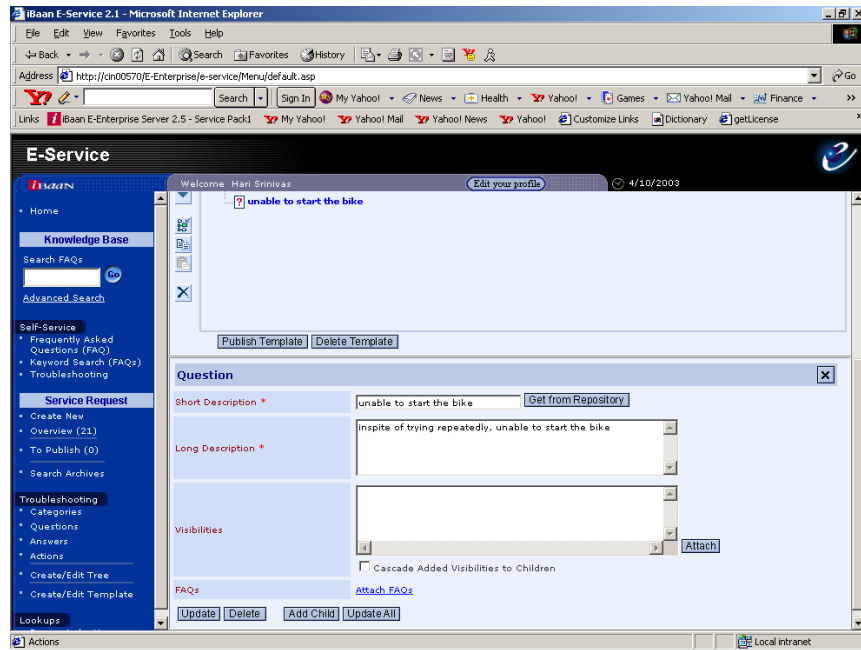 iBaan E-Service 2.1 - Microsoft Internet Explorer
File Edit View Favorites Tools Help
Back Search Favorites History
Address http://cin00570/E-Enterprise/e-service/Menu/default.asp Go
Y! Search Sign In My Yahoo! News Health Yahoo! Games Yahoo! Mail Finance »
Links iBaan E-Enterprise Server 2.5 - Service Pack1 My Yahoo! Yahoo! Mail Yahoo! News Yahoo! Customize Links Dictionary getLicense
E-Service
iBaaN Welcome Hari Srinivas Edit your profile 4/10/2003
unable to start the bike
Home
Knowledge Base
Search FAQs
Go
Advanced Search
Self-Service
Frequently Asked
Questions (FAQ)
Keyword Search (FAQs)
Troubleshooting
Service Request
Create New
Overview (21)
To Publish (0)
Search Archives
Troubleshooting
Categories
Questions
Answers
Actions
Create/Edit Tree
Create/Edit Template
Lookups
Publish Template Delete Template
Question
Short Description * unable to start the bike Get from Repository
Long Description * inspite of trying repeatedly, unable to start the bike
Visibilities Attach
Cascade Added Visibilities to Children
FAQs Attach FAQs
Update Delete Add Child Update All
Actions Local intranet